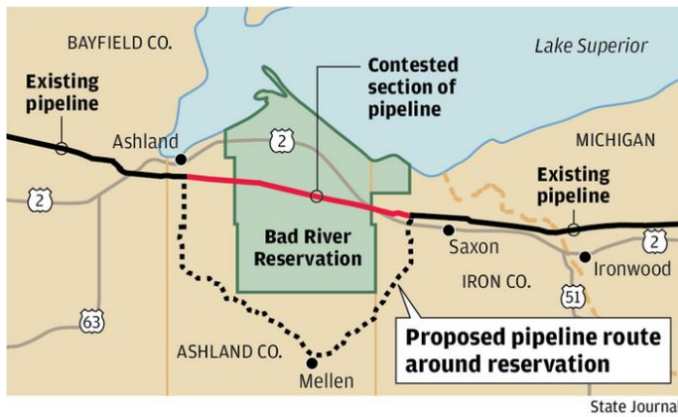 BAYFIELD CO.
Lake Superior
Existing
pipeline
Contested
section of
pipeline
Ashland
2
MICHIGAN
Existing
pipeline
2
Bad River
Reservation
Saxon
2
Ironwood
IRON CO.
51
63
Proposed pipeline route
around reservation
ASHLAND CO.
Mellen
State Journal